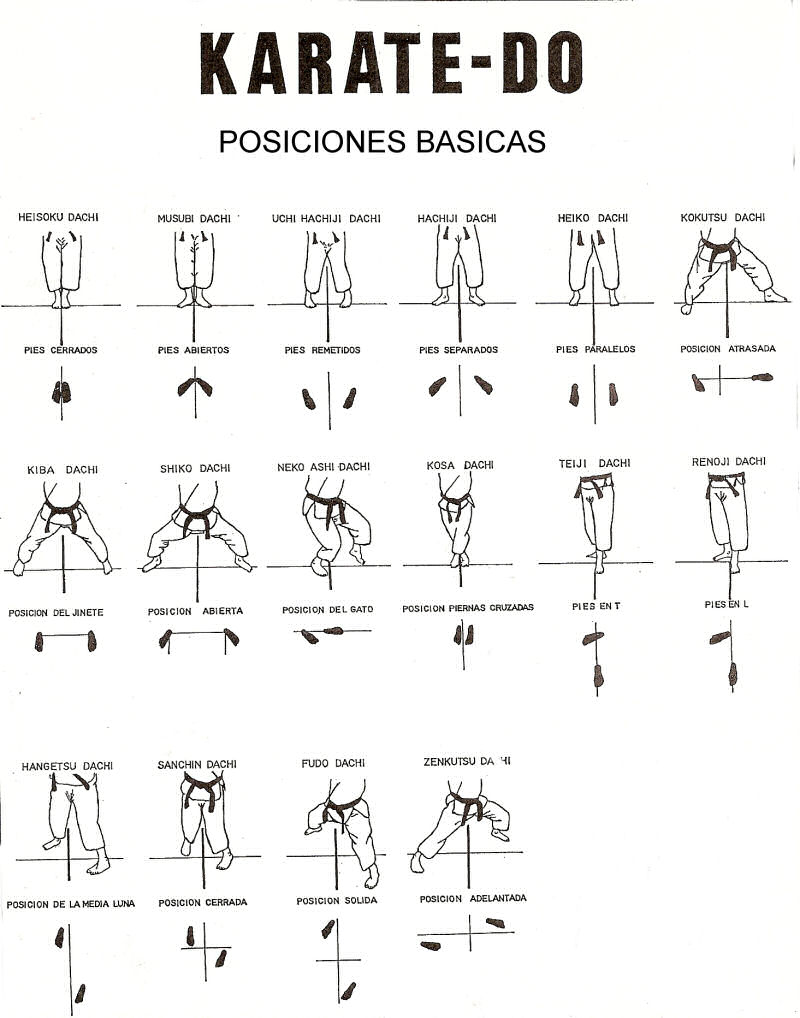 KARATE-DO
POSICIONES BASICAS
HEISOKU DACHI
MUSUBI DACHI
UCHI HACHIJI DACHI
HACHIJI DACHI
HEIKO DACHI
KOKUTSU DACHI
PIES CERRADOS
PIES ABIERTOS
PIES REMETIDOS
PIES SEPARADOS
PIES PARALELOS
POSICION ATRASADA
KIBA DACHI
SHIKO DACHI
NEKO ASHI DACHI
KOSA DACHI
TEIJI DACHI
RENOJI DACHI
POSICION DEL JINETE
POSICION ABIERTA
POSICION DEL GATO
POSICION PIERNAS CRUZADAS
PIES EN T
PIES EN L
HANGETSU DACHI
SANCHIN DACHI
FUDO DACHI
ZENKUTSU DA HI
POSICION DE LA MEDIA LUNA
POSICION CERRADA
POSICION SOLIDA
POSICION ADELANTADA